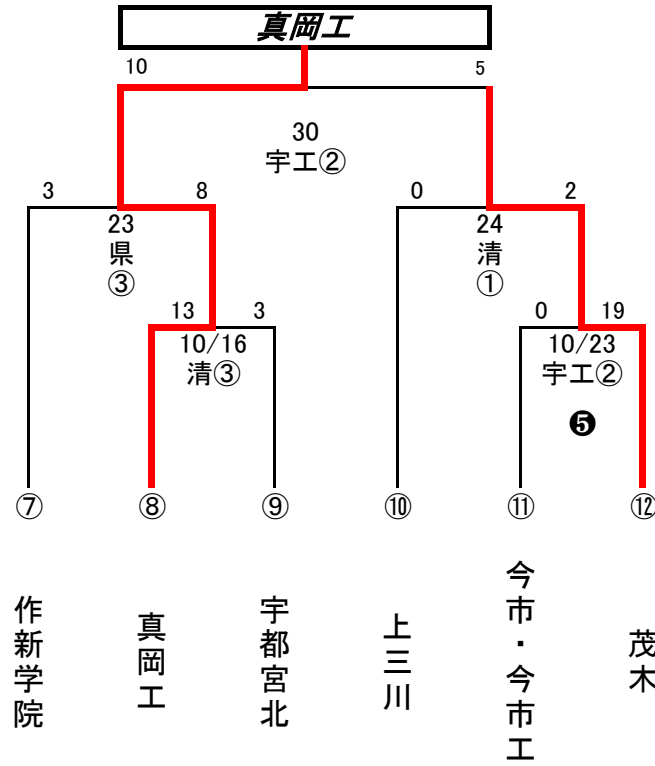 真岡工
10
5
30
宇工②
3
8
0
2
23
県
③
24
清
①
13
3
0
19
10/16
清③
10/23
宇工②
❺
⑦
⑧
⑨
⑩
⑪
⑫
作新学院
真岡工
宇都宮北
上三川
今市・今市工
茂木